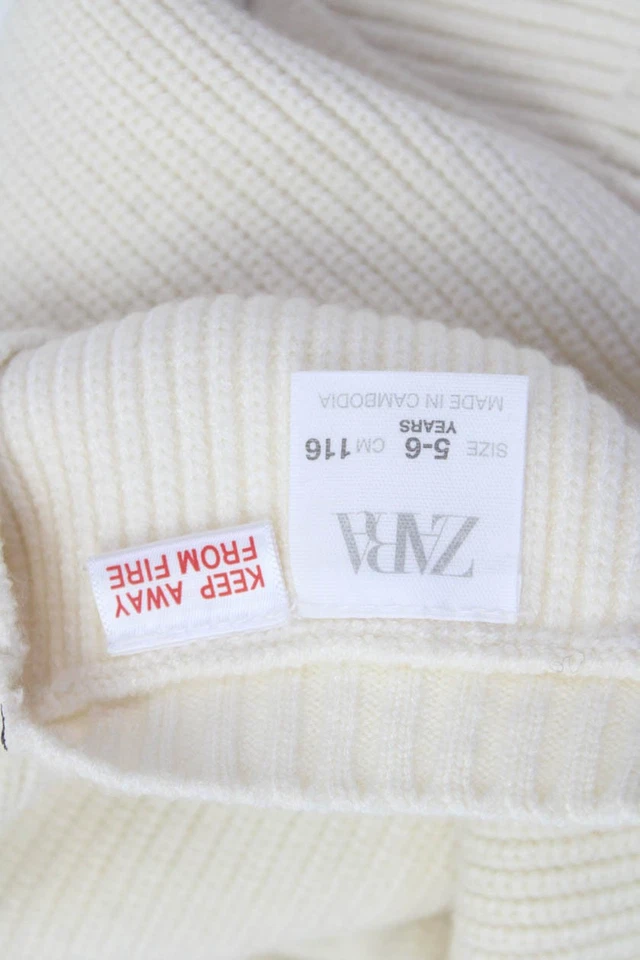 ZARA
SIZE 5-6 CM 116
YEARS
MADE IN CAMBODIA
KEEP AWAY
FROM FIRE